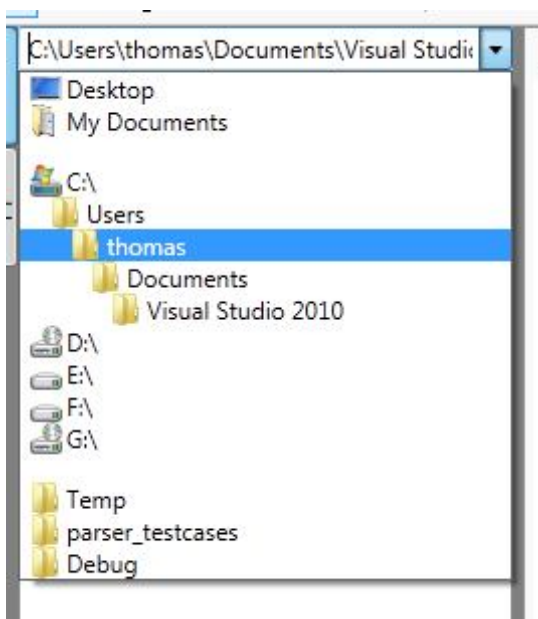 C:\Users\thomas\Documents\Visual Studi
Desktop
My Documents
C:\
Users
thomas
Documents
Visual Studio 2010
D:\
E:\
F:\
G:\
Temp
parser_testcases
Debug